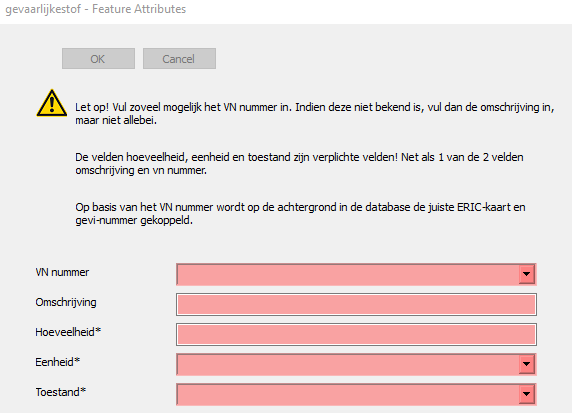 gevaarlijkestof - Feature Attributes
OK Cancel
Let op! Vul zoveel mogelijk het VN nummer in. Indien deze niet bekend is, vul dan de omschrijving in,
maar niet allebei.
De velden hoeveelheid, eenheid en toestand zijn verplichte velden! Net als 1 van de 2 velden
omschrijving en vn nummer.
Op basis van het VN nummer wordt op de achtergrond in de database de juiste ERIC-kaart en
gevi-nummer gekoppeld.
VN nummer
Omschrijving
Hoeveelheid*
Eenheid*
Toestand*